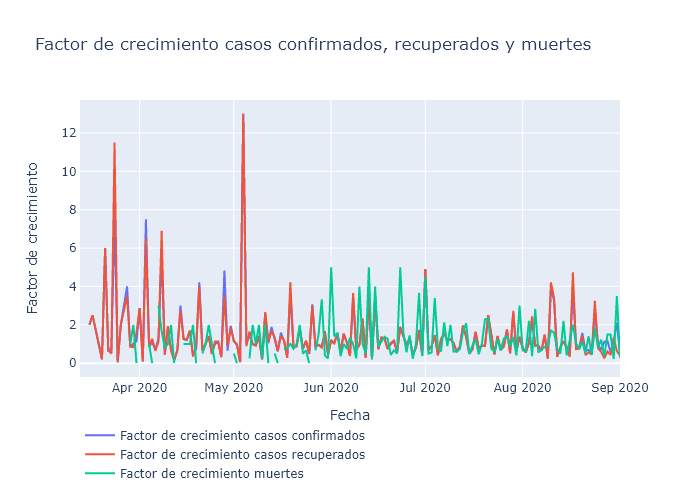 Factor de crecimiento casos confirmados, recuperados y muertes
Factor de crecimiento
12
10
8
6
4
2
0
Apr 2020
May 2020
Jun 2020
Jul 2020
Aug 2020
Sep 2020
Fecha
Factor de crecimiento casos confirmados
Factor de crecimiento casos recuperados
Factor de crecimiento muertes